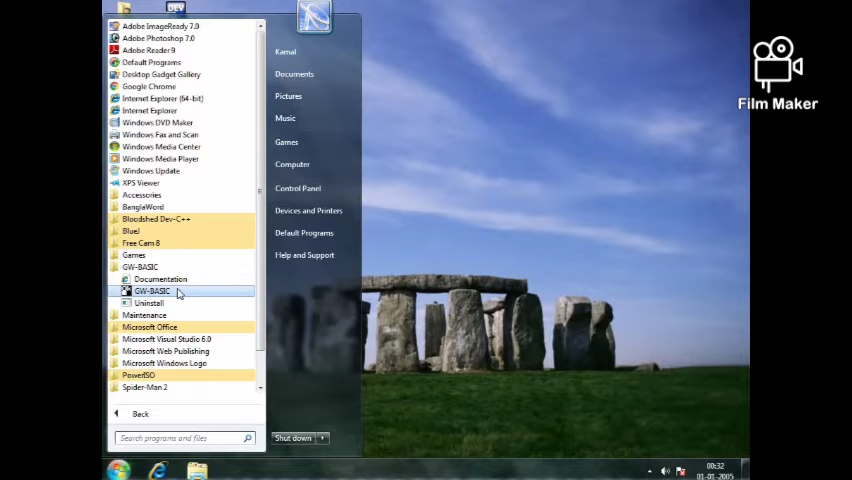 DEV
Adobe ImageReady 7.0
Adobe Photoshop 7.0
Adobe Reader 9
Default Programs
Desktop Gadget Gallery
Google Chrome
Internet Explorer (64-bit)
Internet Explorer
Windows DVD Maker
Windows Fax and Scan
Windows Media Center
Windows Media Player
Windows Update
XPS Viewer
Accessories
BanglaWord
Bloodshed Dev-C++
BlueJ
Free Cam 8
Games
GW-BASIC
Documentation
GW-BASIC
Uninstall
Maintenance
Microsoft Office
Microsoft Visual Studio 6.0
Microsoft Web Publishing
Microsoft Windows Logo
PowerISO
Spider-Man 2
Back
Search programs and files
Kamal
Documents
Pictures
Music
Games
Computer
Control Panel
Devices and Printers
Default Programs
Help and Support
Shut down
Film Maker
00:32
01-01-2005